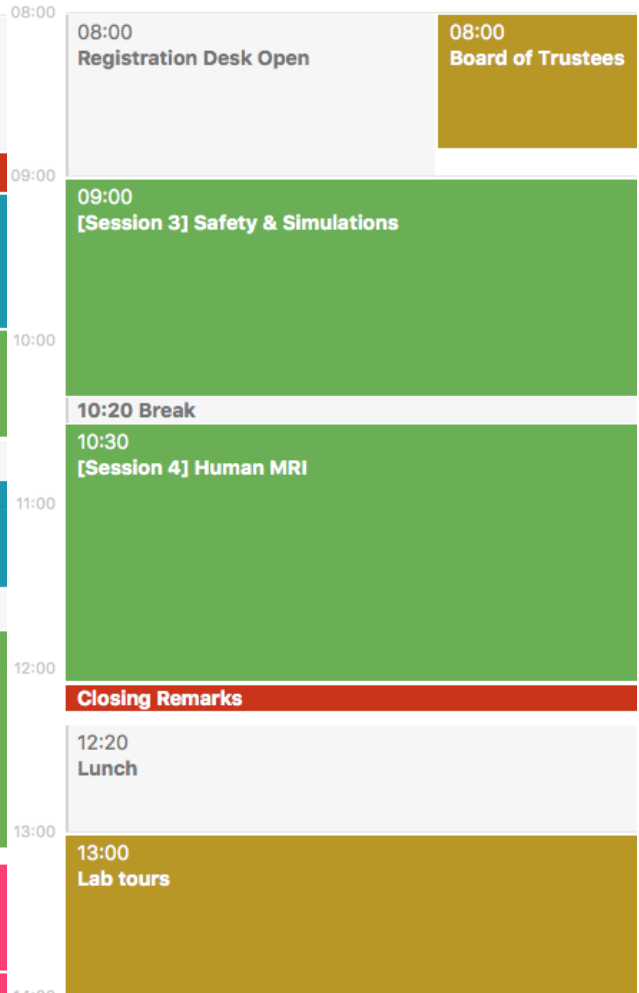 08:00
08:00
Registration Desk Open
08:00
Board of Trustees
09:00
09:00
[Session 3] Safety & Simulations
10:00
10:20 Break
10:30
[Session 4] Human MRI
11:00
12:00
Closing Remarks
12:20
Lunch
13:00
13:00
Lab tours